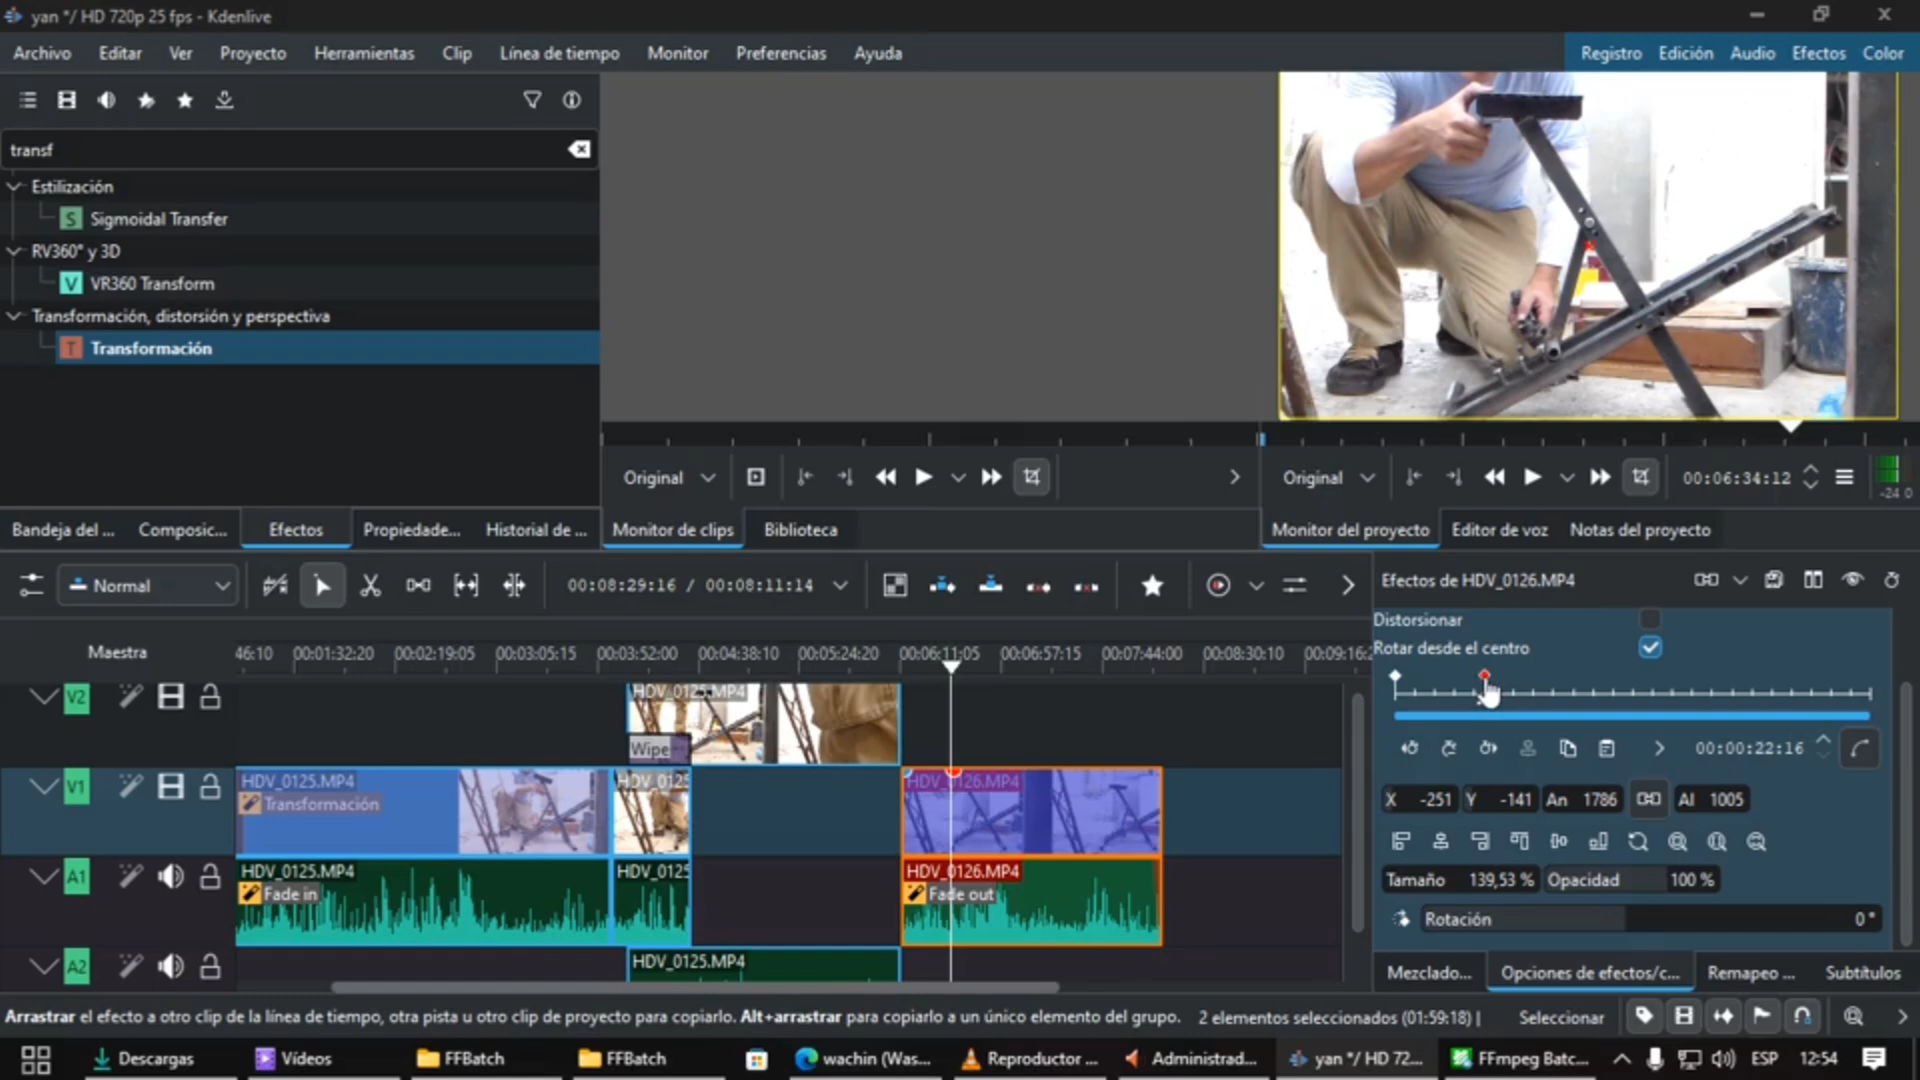 yan */ HD 720p 25 fps - Kdenlive
Archivo Editar Ver Proyecto Herramientas Clip Línea de tiempo Monitor Preferencias Ayuda
Registro Edición Audio Efectos Color
transf
Estilización
S Sigmoidal Transfer
RV360° y 3D
V VR360 Transform
Transformación, distorsión y perspectiva
T Transformación
Original
Original 00:06:34:12
-24 0
Bandeja del ... Composic... Efectos Propiedade... Historial de ... Monitor de clips Biblioteca
Monitor del proyecto Editor de voz Notas del proyecto
Normal 00:08:29:16 / 00:08:11:14
Efectos de HDV_0126.MP4
Distorsionar
Rotar desde el centro
Maestra
46:10 00:01:32:20 00:02:19:05 00:03:05:15 00:03:52:00 00:04:38:10 00:05:24:20 00:06:11:05 00:06:57:15 00:07:44:00 00:08:30:10 00:09:16:2
V2
HDV_0125.MP4
Wipe
V1
HDV_0125.MP4
Transformación
HDV_0125
HDV_0126.MP4
00:00:22:16
X -251 Y -141 An 1786 Al 1005
A1
HDV_0125.MP4
Fade in
HDV_0125
HDV_0126.MP4
Fade out
Tamaño 139,53 % Opacidad 100 %
Rotación 0°
A2
HDV_0125.MP4
Mezclado... Opciones de efectos/c... Remapeo ... Subtítulos
Arrastrar el efecto a otro clip de la línea de tiempo, otra pista u otro clip de proyecto para copiarlo. Alt+arrastrar para copiarlo a un único elemento del grupo. 2 elementos seleccionados (01:59:18) | Seleccionar
Descargas Vídeos FFBatch FFBatch wachin (Was... Reproductor ... Administrad... yan */ HD 72... FFmpeg Batc... ESP 12:54